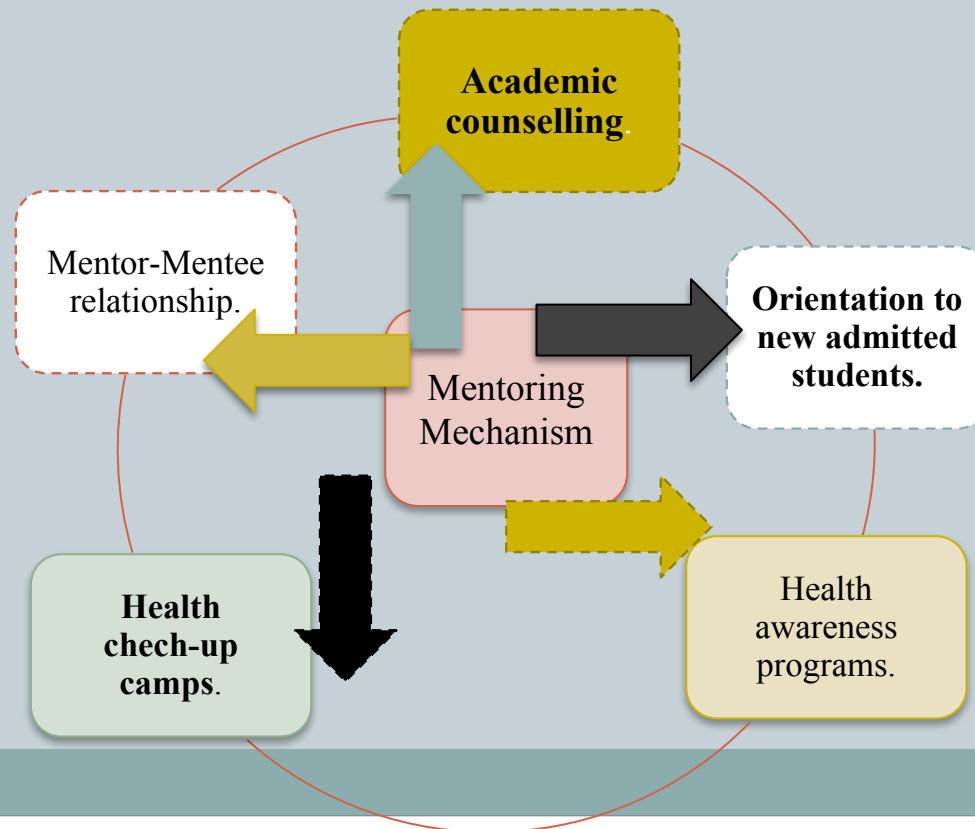 Academic
counselling.
Mentor-Mentee
relationship.
Orientation to
new admitted
students.
Mentoring
Mechanism
Health
chech-up
camps.
Health
awareness
programs.